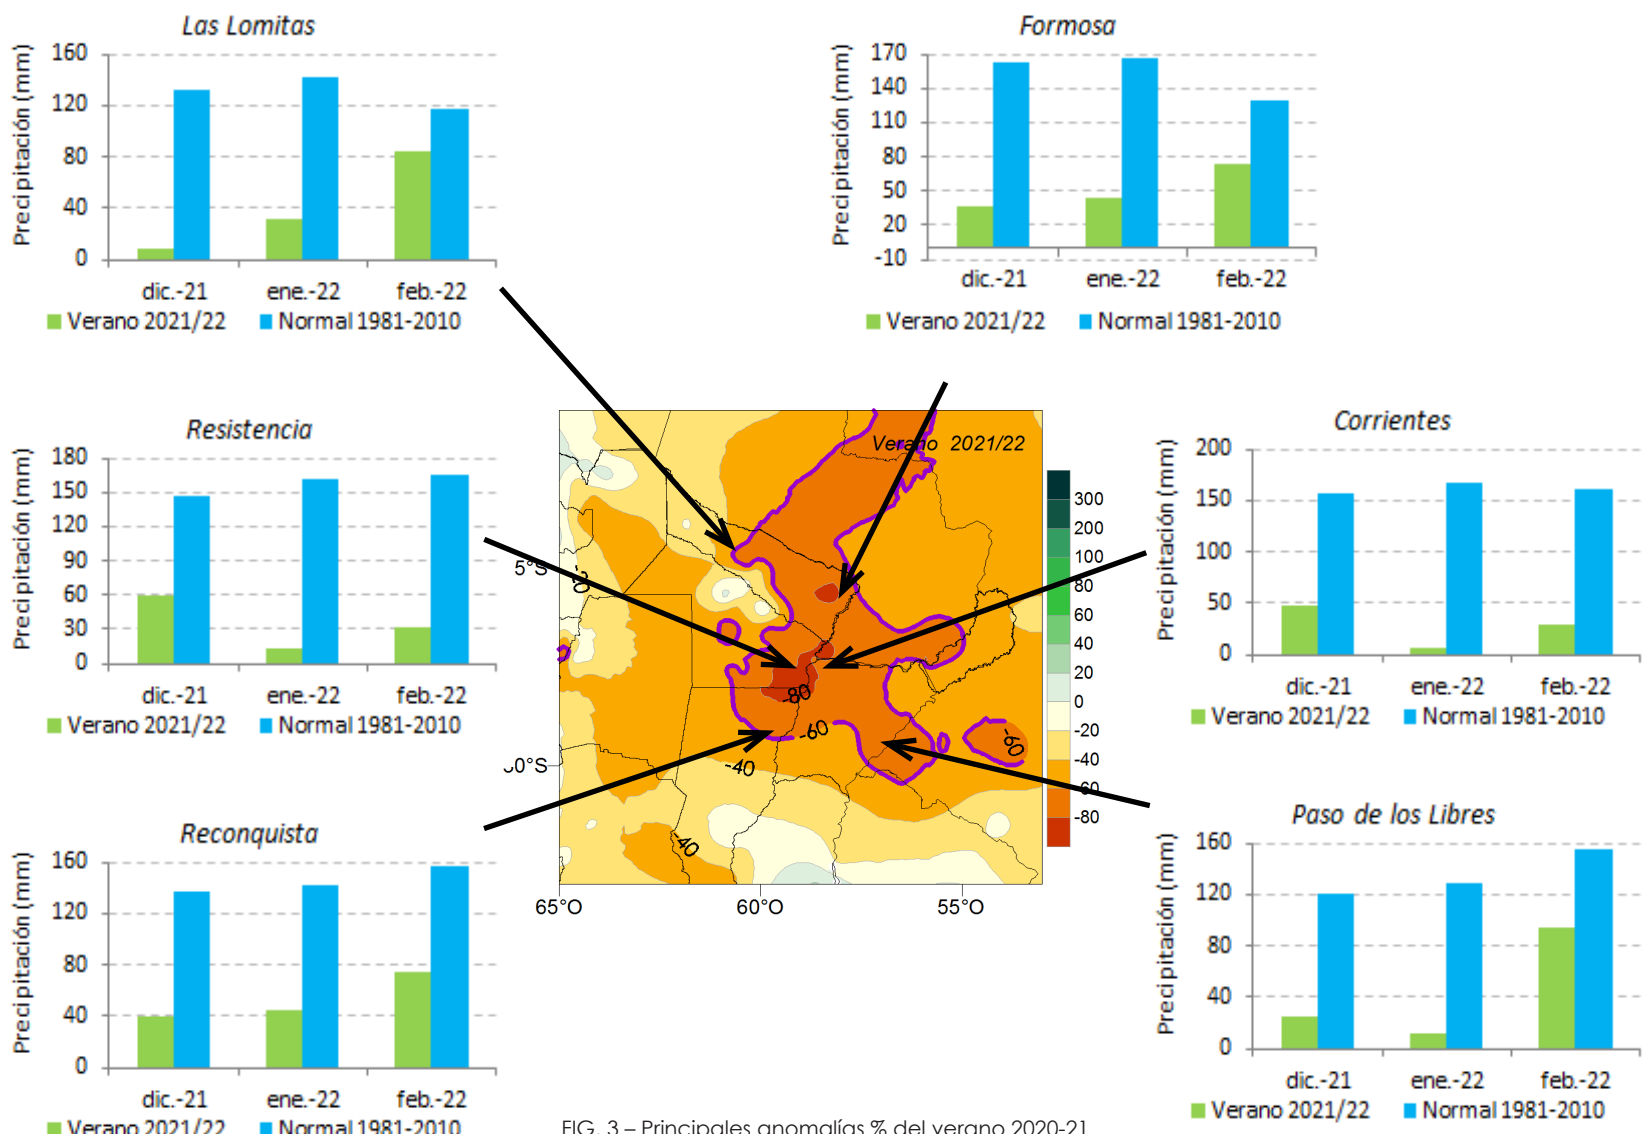 Las Lomitas
Precipitación (mm)
160
120
80
40
0
dic.-21 ene.-22 feb.-22
Verano 2021/22 Normal 1981-2010
Formosa
Precipitación (mm)
170
140
110
80
50
20
-10
dic.-21 ene.-22 feb.-22
Verano 2021/22 Normal 1981-2010
Resistencia
Precipitación (mm)
180
150
120
90
60
30
0
dic.-21 ene.-22 feb.-22
Verano 2021/22 Normal 1981-2010
Verano 2021/22
5°S
-20
-80
-60
-60
-40
-40
0°S
65°O 60°O 55°O
300
200
100
80
60
40
20
0
-20
-40
-60
-80
Corrientes
Precipitación (mm)
200
150
100
50
0
dic.-21 ene.-22 feb.-22
Verano 2021/22 Normal 1981-2010
Reconquista
Precipitación (mm)
160
120
80
40
0
dic.-21 ene.-22 feb.-22
Verano 2021/22 Normal 1981-2010
Paso de los Libres
Precipitación (mm)
160
120
80
40
0
dic.-21 ene.-22 feb.-22
Verano 2021/22 Normal 1981-2010
FIG. 3 – Principales anomalías % del verano 2020-21